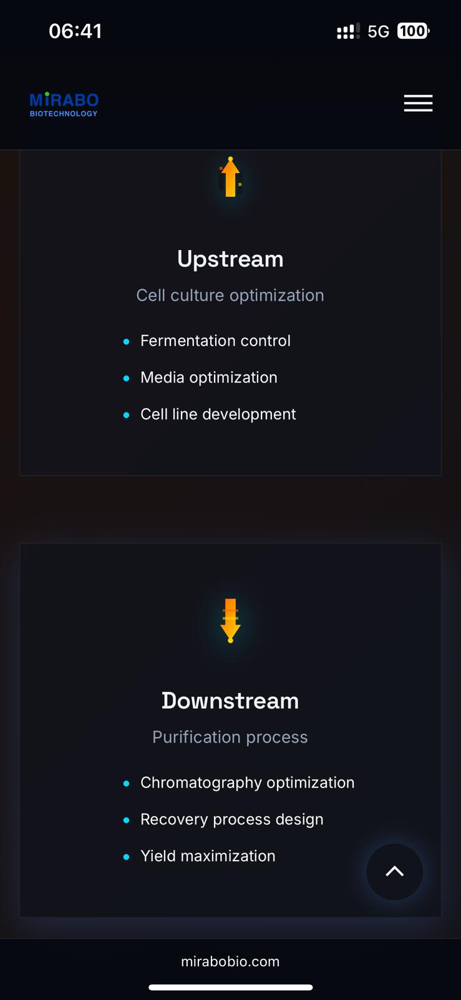 06:41 5G 100
MiRABO
BIOTECHNOLOGY
Upstream
Cell culture optimization
Fermentation control
Media optimization
Cell line development
Downstream
Purification process
Chromatography optimization
Recovery process design
Yield maximization
mirabobio.com